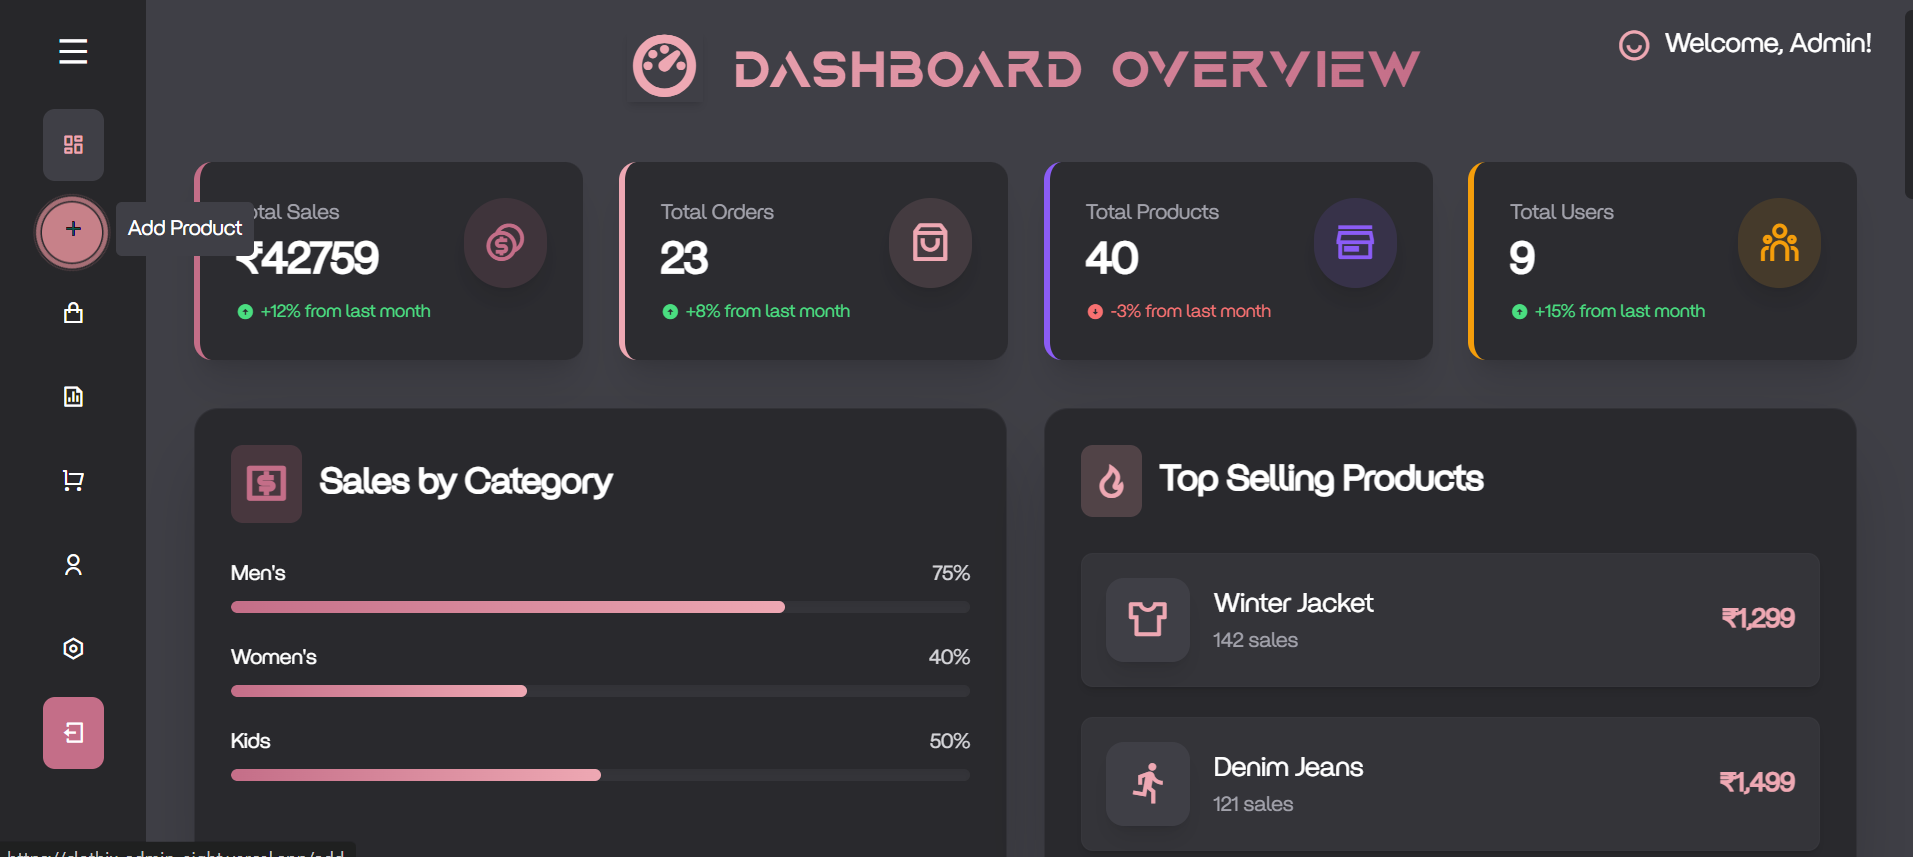 DASHBOARD OVERVIEW
Welcome, Admin!
Add Product
Total Sales
₹42759
+12% from last month
Total Orders
23
+8% from last month
Total Products
40
-3% from last month
Total Users
9
+15% from last month
Sales by Category
Men's 75%
Women's 40%
Kids 50%
Top Selling Products
Winter Jacket
142 sales
₹1,299
Denim Jeans
121 sales
₹1,499